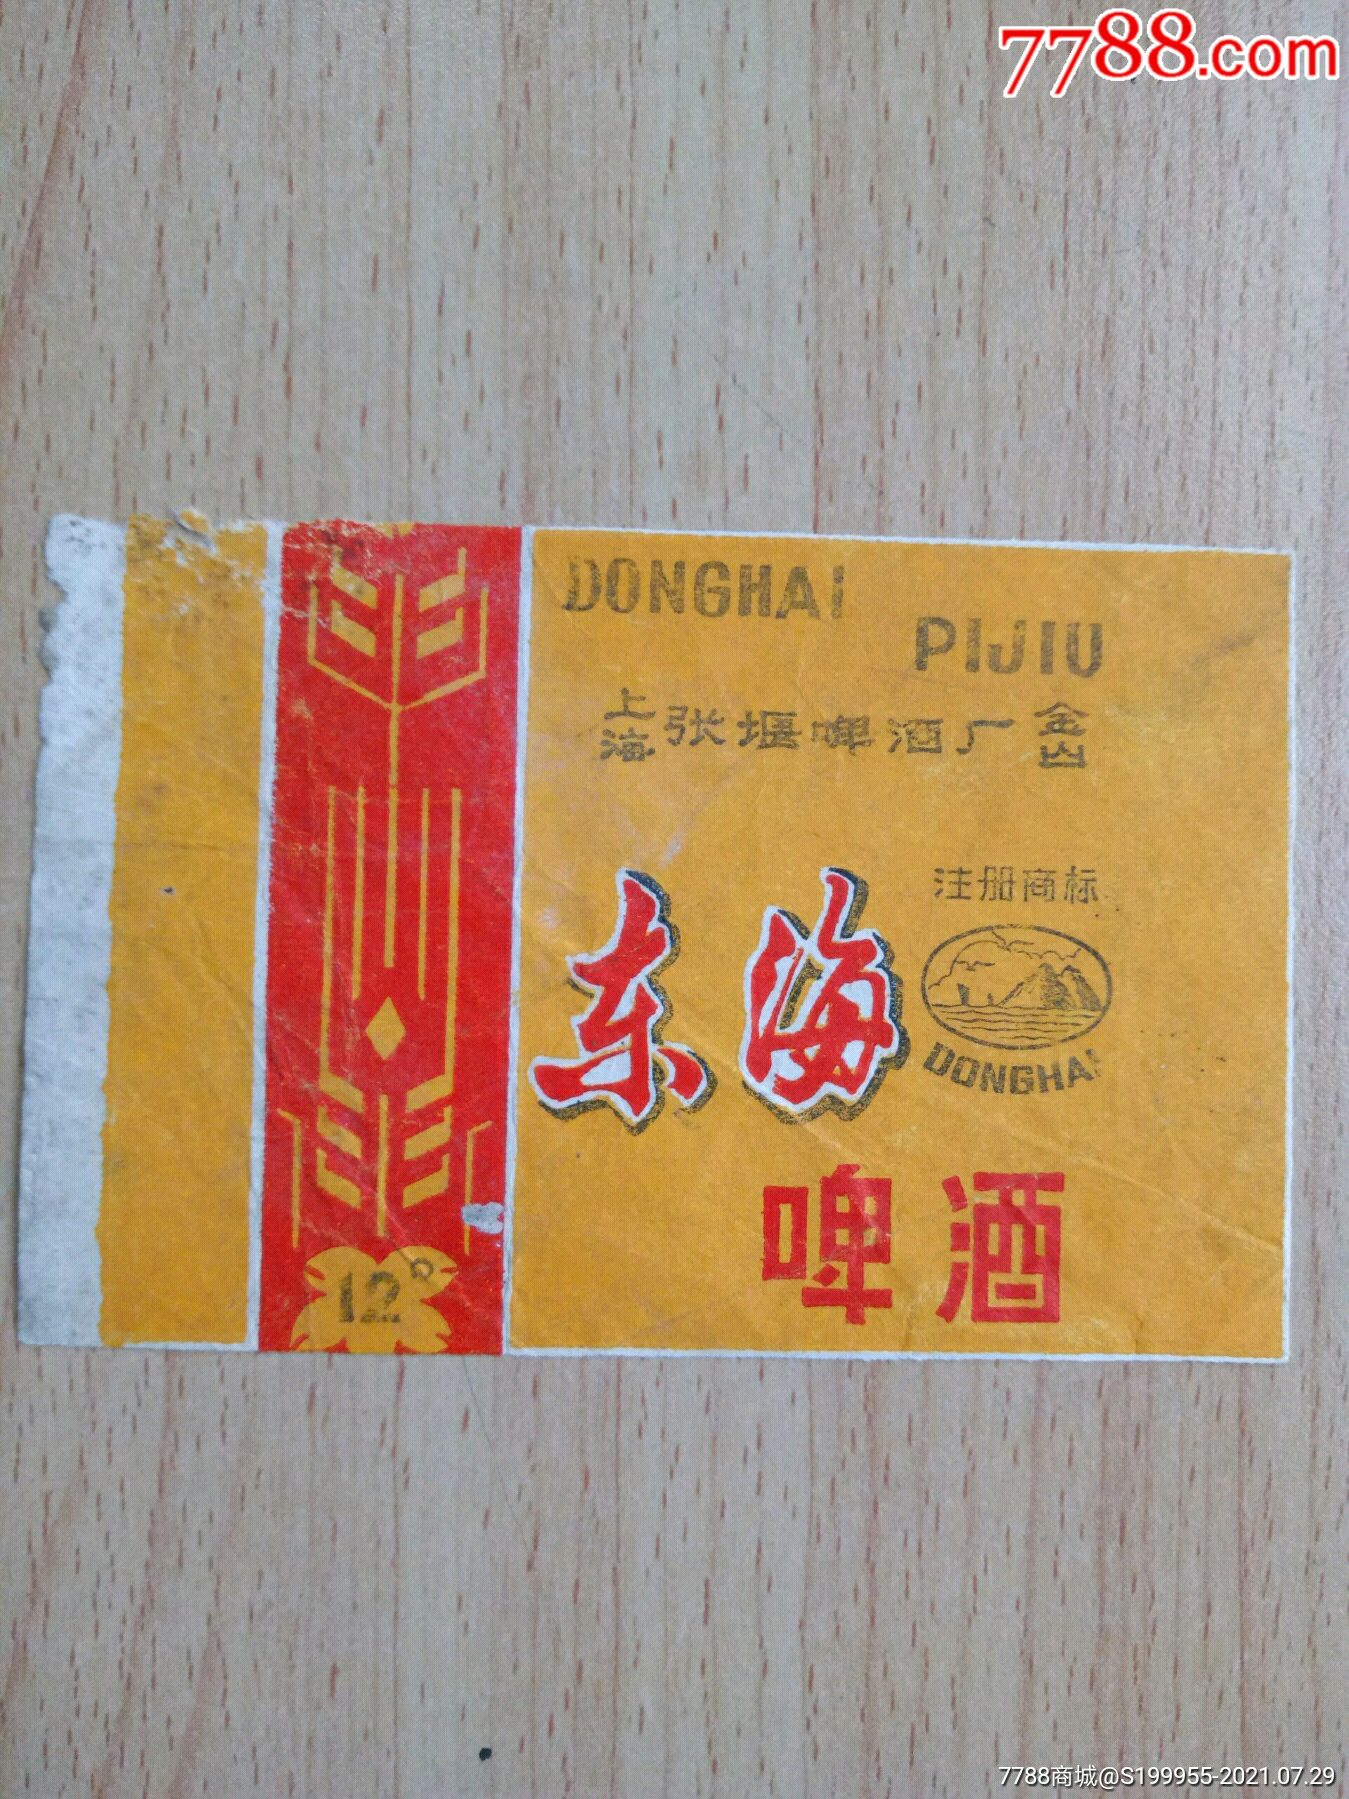 7788.com
DONGHAI
PIJIU
上海 张堰啤酒厂 金山
注册商标
东海
DONGHAI
啤酒
12°
7788商城@S199955-2021.07.29